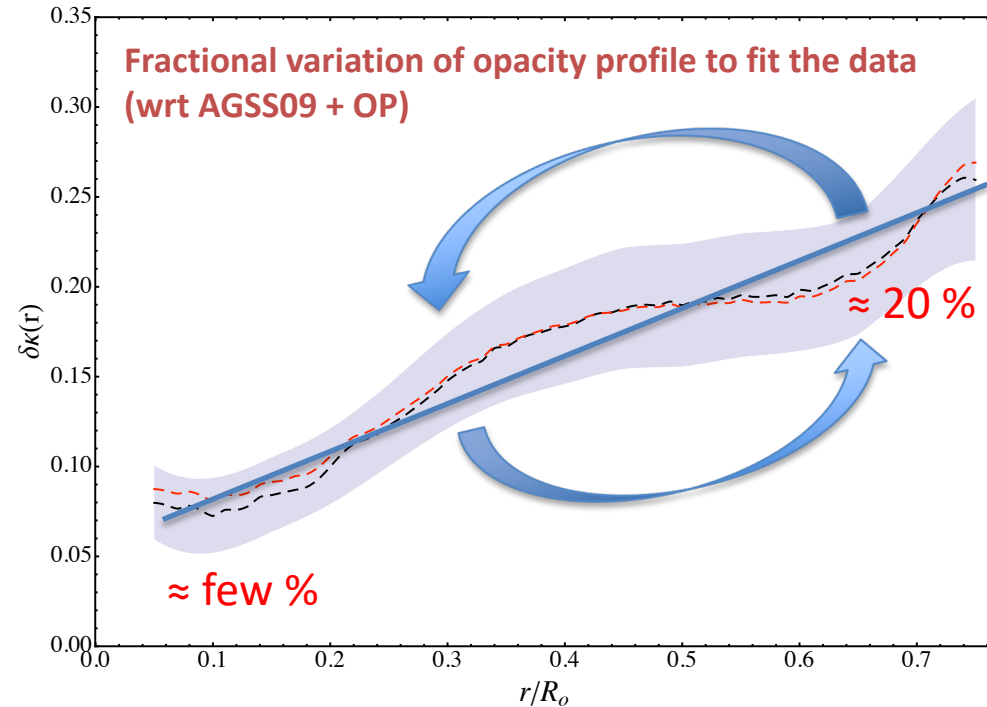 Fractional variation of opacity profile to fit the data
(wrt AGSS09 + OP)
0.35
0.30
0.25
0.20
0.15
0.10
0.05
0.00
δκ(r)
≈ 20 %
≈ few %
0.0 0.1 0.2 0.3 0.4 0.5 0.6 0.7
r/Rₒ